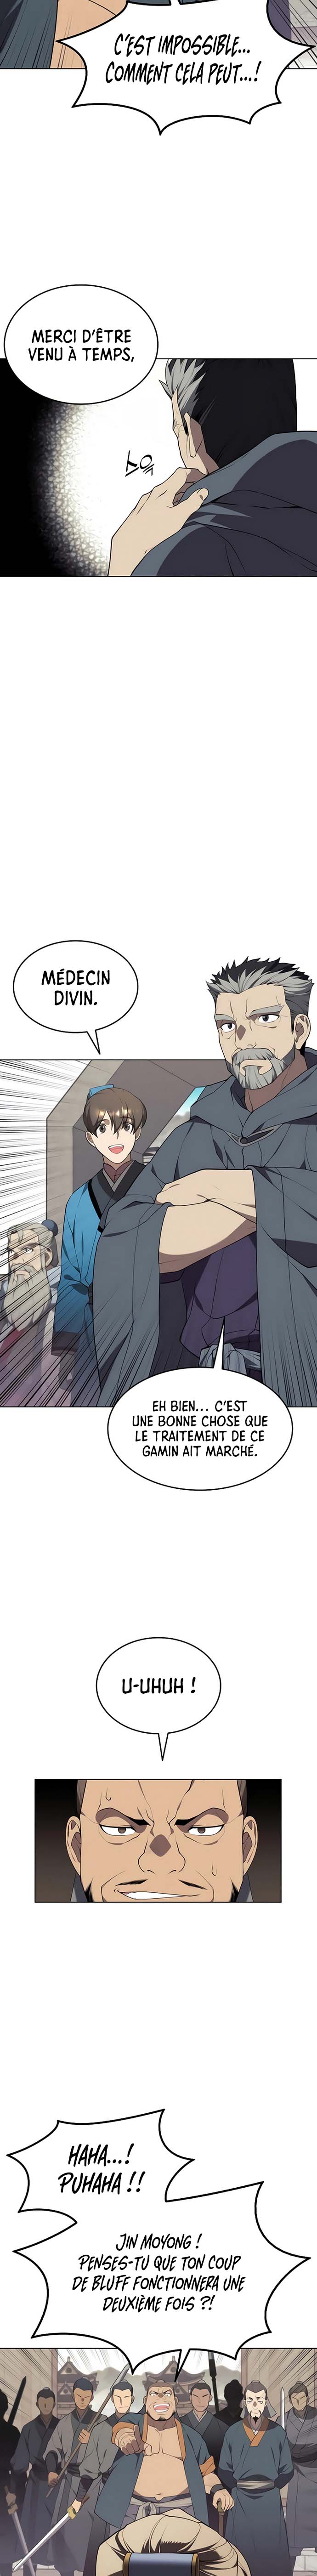 C'EST IMPOSSIBLE...
COMMENT CELA PEUT...!
MERCI D'ÊTRE
VENU À TEMPS,
스윽
MÉDECIN
DIVIN.
EH BIEN... C'EST
UNE BONNE CHOSE QUE
LE TRAITEMENT DE CE
GAMIN AIT MARCHÉ.
U-UHUH !
HAHA...!
PUHAHA !!
JIN MOYONG !
PENSES-TU QUE TON COUP
DE BLUFF FONCTIONNERA UNE
DEUXIÈME FOIS ?!